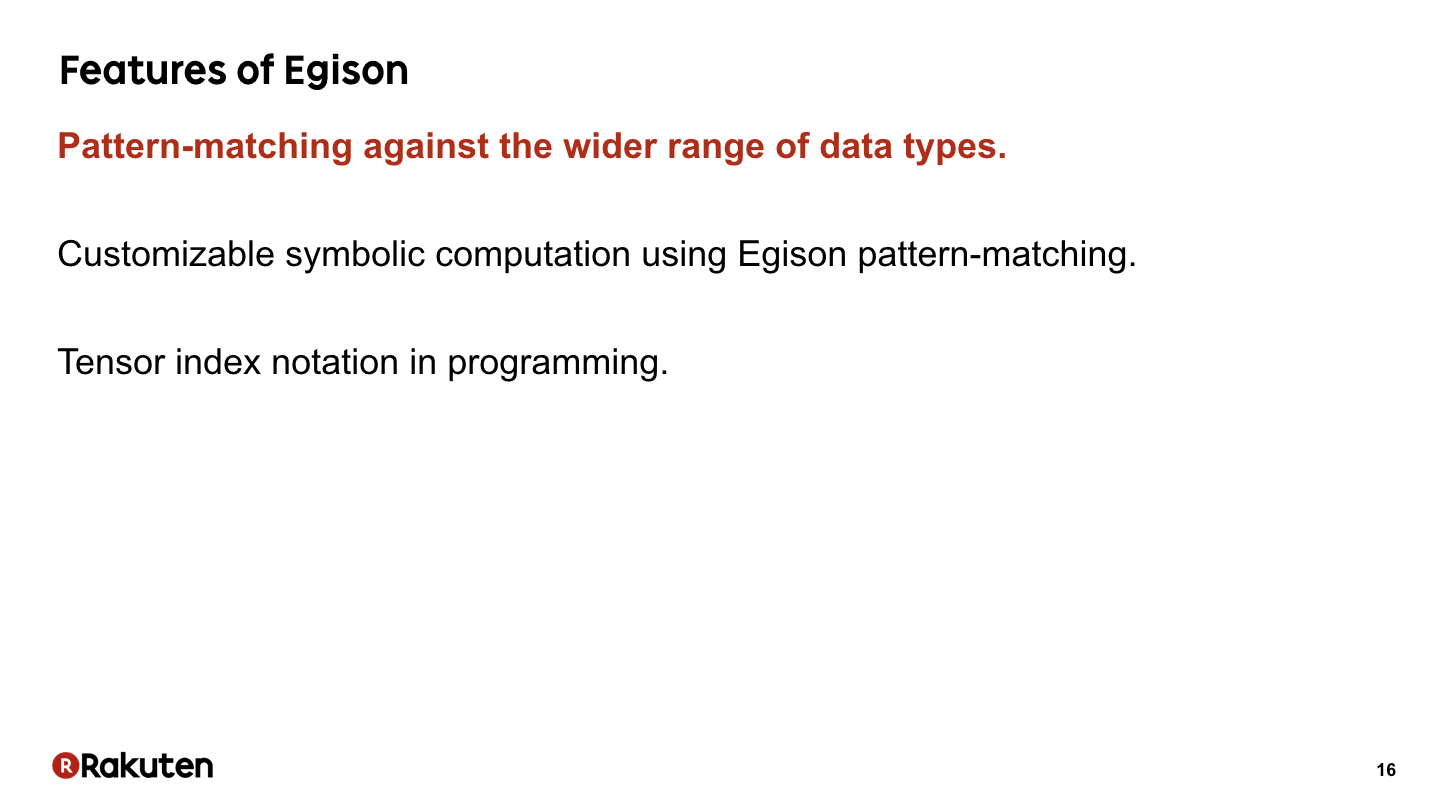 Features of Egison
Pattern-matching against the wider range of data types.
Customizable symbolic computation using Egison pattern-matching.
Tensor index notation in programming.
R Rakuten
16